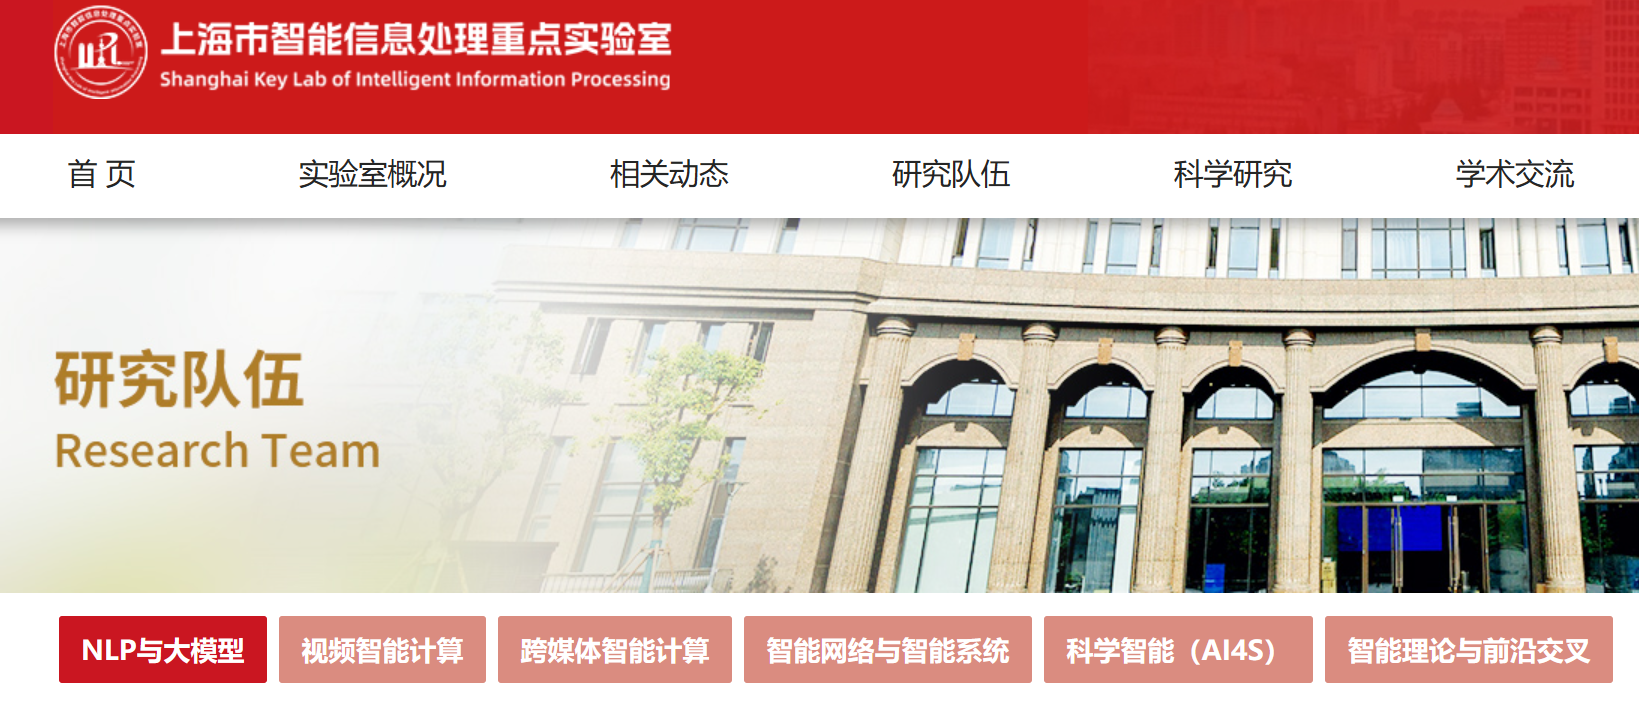 上海市智能信息处理重点实验室
Shanghai Key Lab of Intelligent Information Processing
首 页
实验室概况
相关动态
研究队伍
科学研究
学术交流
研究队伍
Research Team
NLP与大模型
视频智能计算
跨媒体智能计算
智能网络与智能系统
科学智能（AI4S）
智能理论与前沿交叉